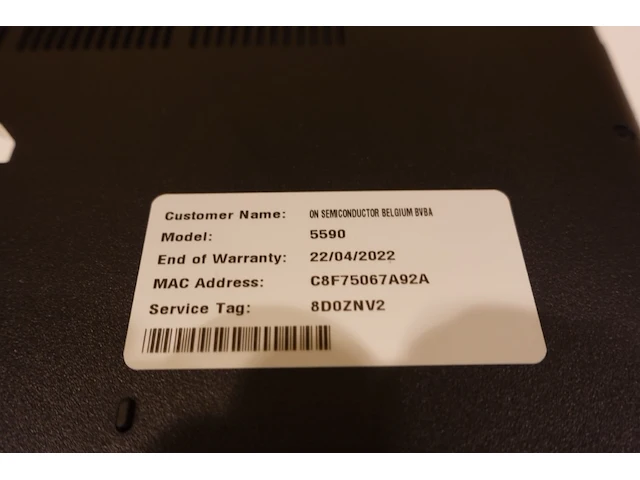 Customer Name: ON SEMICONDUCTOR BELGIUM BVBA
Model: 5590
End of Warranty: 22/04/2022
MAC Address: C8F75067A92A
Service Tag: 8D0ZNV2